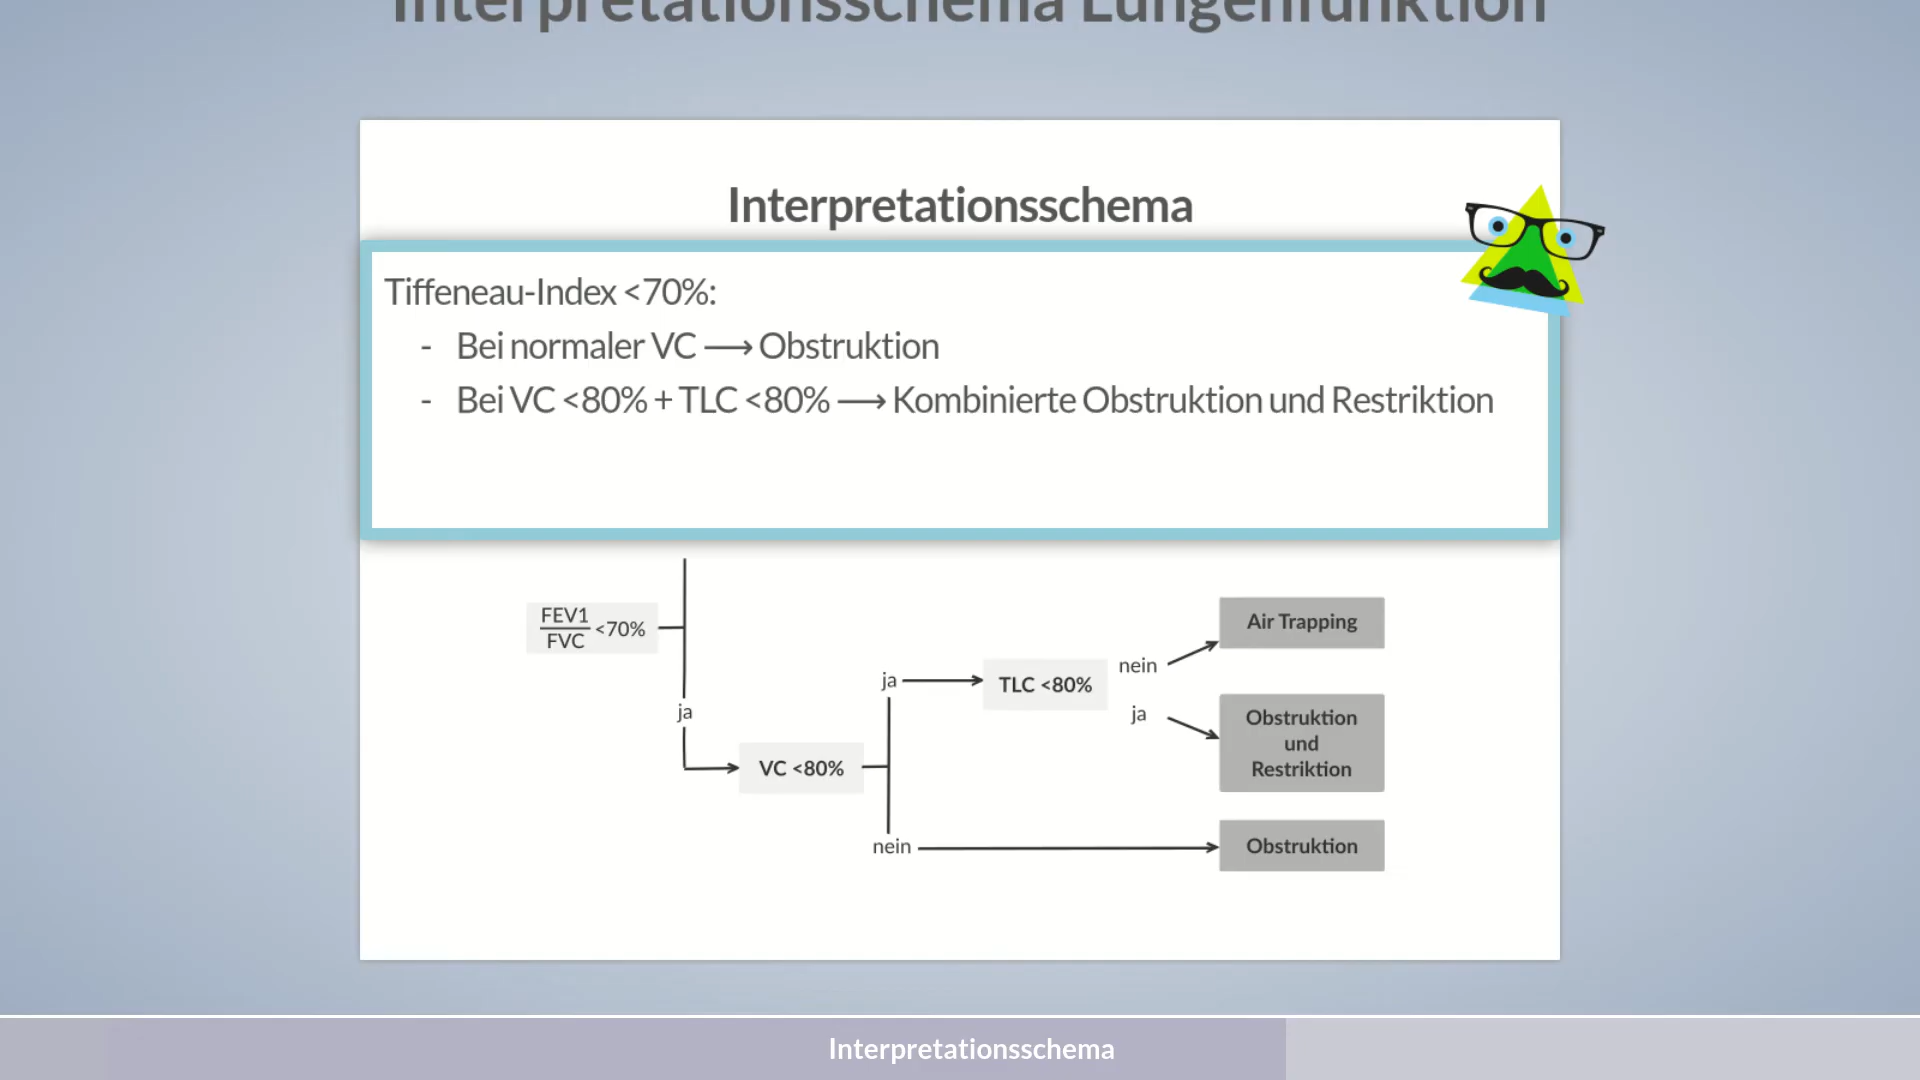 Interpretationsschema Lungenfunktion
Interpretationsschema
Tiffeneau-Index <70%:
- Bei normaler VC ⟶ Obstruktion
- Bei VC <80% + TLC <80% ⟶ Kombinierte Obstruktion und Restriktion
FEV1
FVC
<70%
ja
VC <80%
ja
nein
TLC <80%
nein
ja
Air Trapping
Obstruktion
und
Restriktion
Obstruktion
Interpretationsschema